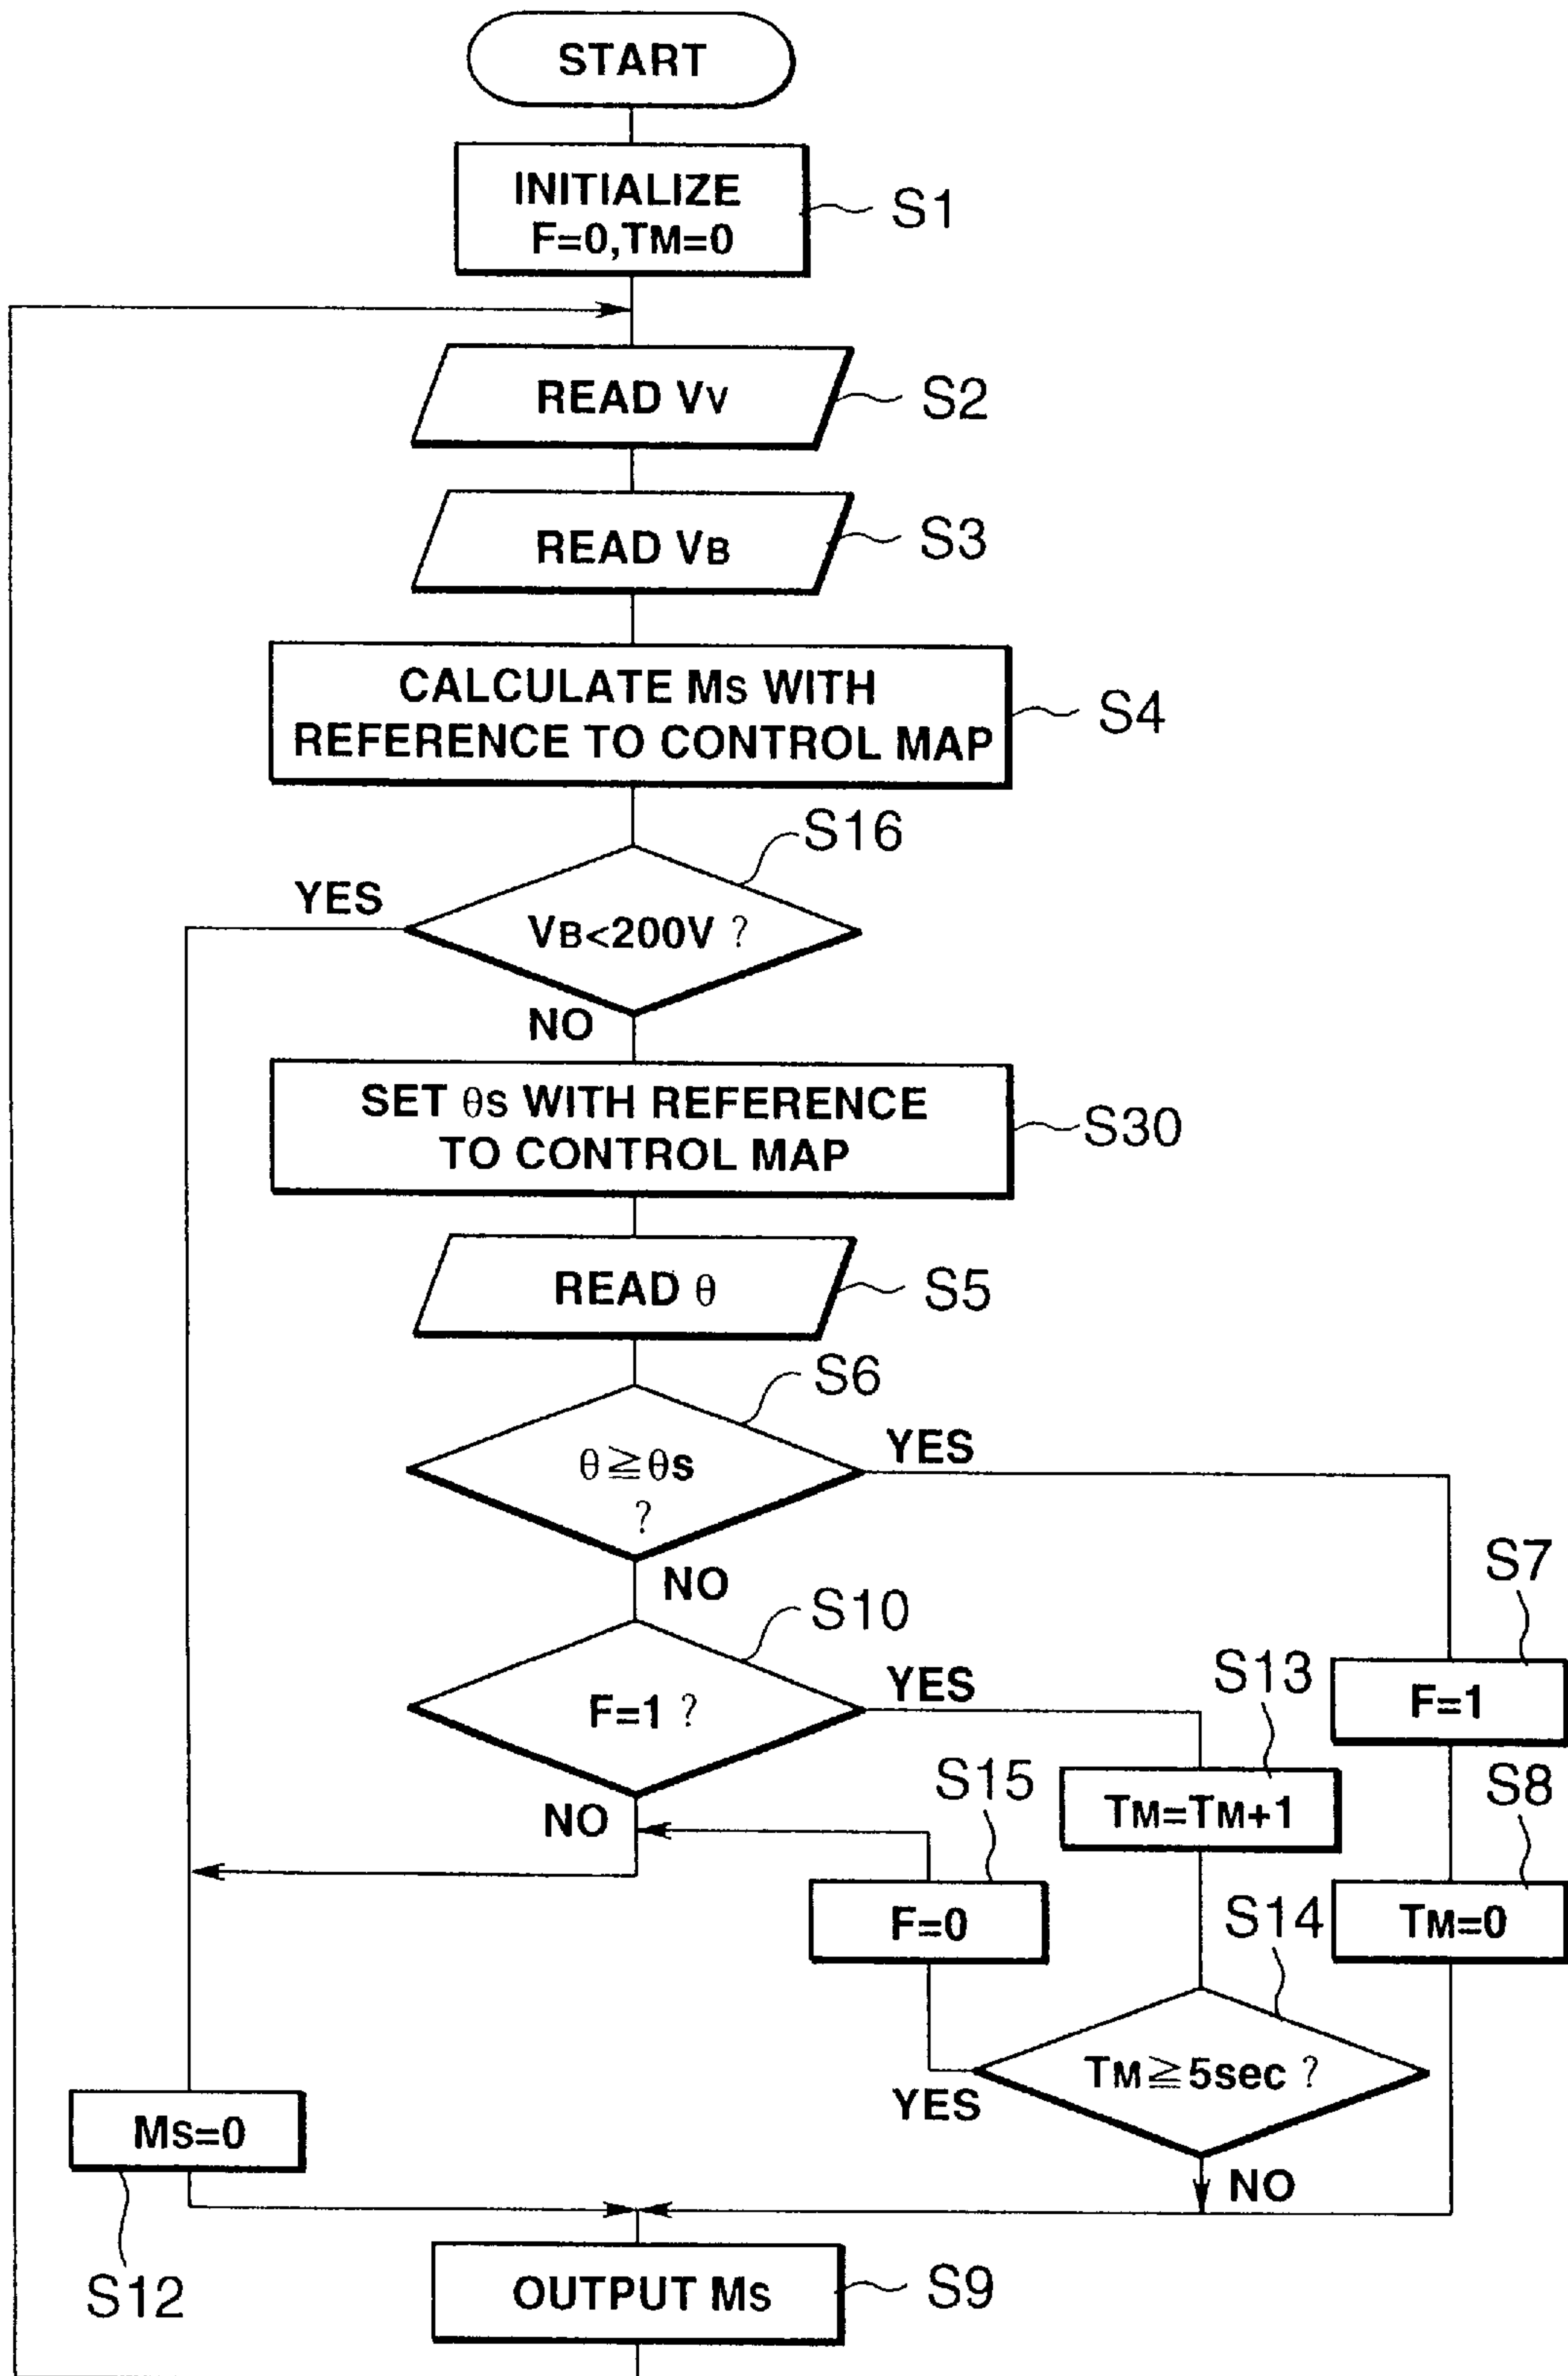 START
INITIALIZE
F=0,TM=0
S1
READ VV
S2
READ VB
S3
CALCULATE MS WITH
REFERENCE TO CONTROL MAP
S4
S16
YES
VB<200V ?
NO
SET θS WITH REFERENCE
TO CONTROL MAP
S30
READ θ
S5
S6
YES
θ≧θs
?
NO
S7
S10
YES
S13
F=1
F=1 ?
S15
TM=TM+1
S8
NO
F=0
S14
TM=0
TM≧5sec ?
YES
MS=0
NO
S12
OUTPUT MS
S9